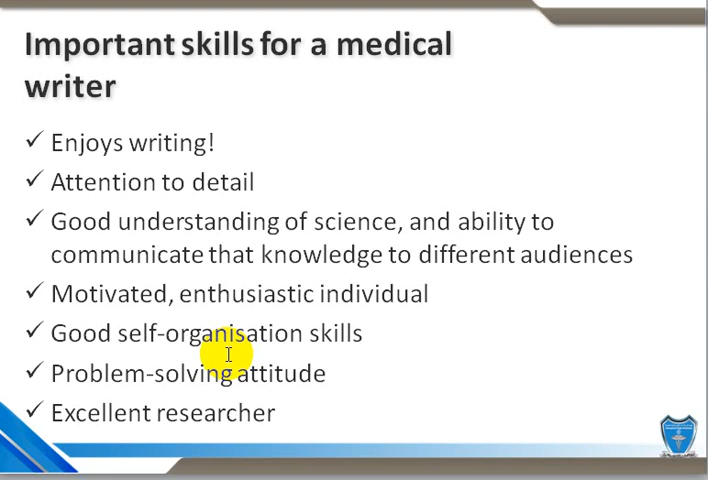 Important skills for a medical
writer
✓ Enjoys writing!
✓ Attention to detail
✓ Good understanding of science, and ability to
communicate that knowledge to different audiences
✓ Motivated, enthusiastic individual
✓ Good self-organisation skills
✓ Problem-solving attitude
✓ Excellent researcher